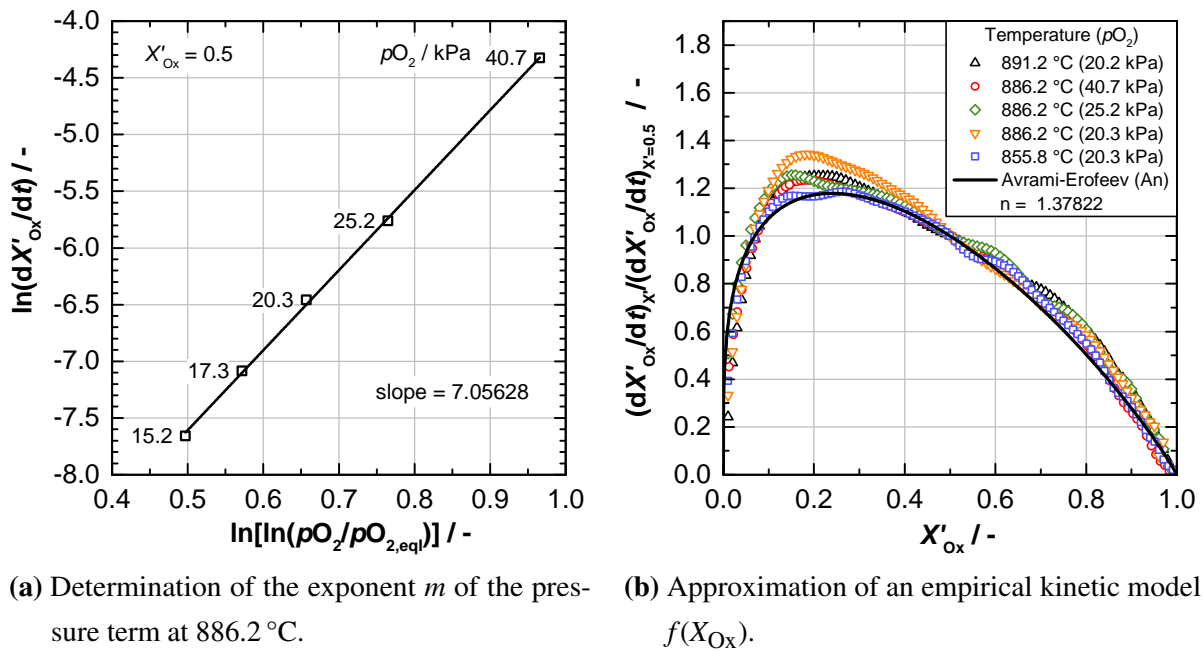 X'Ox = 0.5
pO2 / kPa
40.7
25.2
20.3
17.3
15.2
slope = 7.05628
-4.0
-4.5
-5.0
-5.5
-6.0
-6.5
-7.0
-7.5
-8.0
ln(dX'Ox/dt) / -
0.4 0.5 0.6 0.7 0.8 0.9 1.0
ln[ln(pO2/pO2,eql)] / -
(a) Determination of the exponent m of the pres-
sure term at 886.2 °C.
Temperature (pO2)
891.2 °C (20.2 kPa)
886.2 °C (40.7 kPa)
886.2 °C (25.2 kPa)
886.2 °C (20.3 kPa)
855.8 °C (20.3 kPa)
Avrami-Erofeev (An)
n = 1.37822
1.8
1.6
1.4
1.2
1.0
0.8
0.6
0.4
0.2
0.0
(dX'Ox/dt)X'/(dX'Ox/dt)X'=0.5 / -
0.0 0.2 0.4 0.6 0.8 1.0
X'Ox / -
(b) Approximation of an empirical kinetic model
f(XOx).